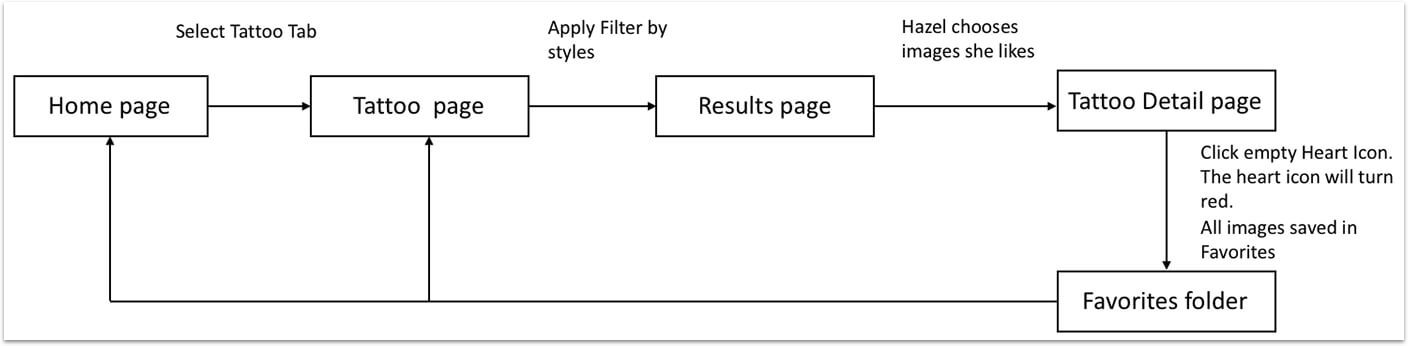 Select Tattoo Tab
Apply Filter by
styles
Hazel chooses
images she likes
Home page
Tattoo page
Results page
Tattoo Detail page
Click empty Heart Icon.
The heart icon will turn
red.
All images saved in
Favorites
Favorites folder